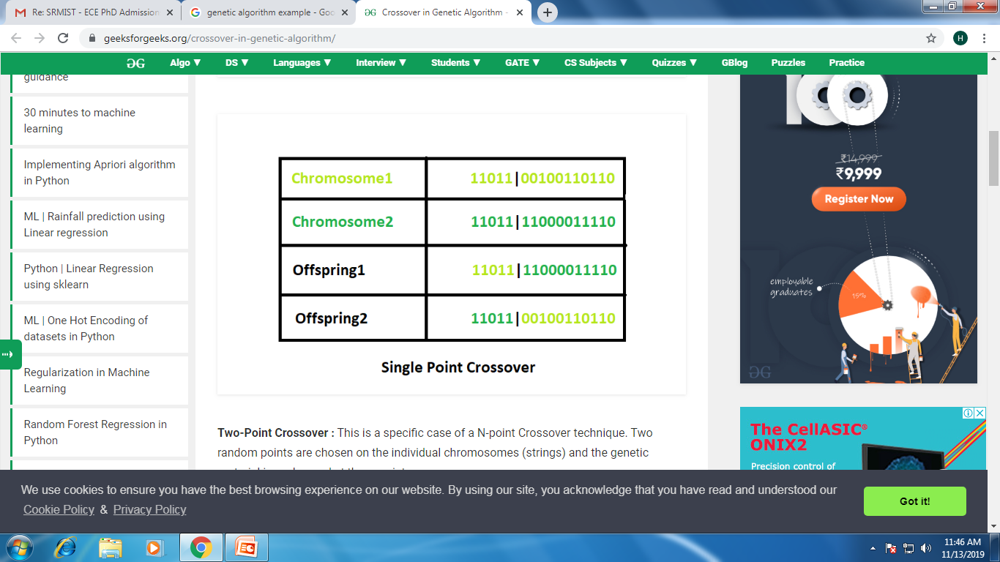 Re: SRMIST - ECE PhD Admission
genetic algorithm example - Goo
Crossover in Genetic Algorithm -
geeksforgeeks.org/crossover-in-genetic-algorithm/
H
Algo ▼ DS ▼ Languages ▼ Interview ▼ Students ▼ GATE ▼ CS Subjects ▼ Quizzes ▼ GBlog Puzzles Practice
guidance
30 minutes to machine
learning
Implementing Apriori algorithm
in Python
ML | Rainfall prediction using
Linear regression
Python | Linear Regression
using sklearn
ML | One Hot Encoding of
datasets in Python
Regularization in Machine
Learning
Random Forest Regression in
Python
Chromosome1 11011|00100110110
Chromosome2 11011|11000011110
Offspring1 11011|11000011110
Offspring2 11011|00100110110
Single Point Crossover
Two-Point Crossover : This is a specific case of a N-point Crossover technique. Two
random points are chosen on the individual chromosomes (strings) and the genetic
₹14,999
₹9,999
Register Now
employable
graduates
15%
The CellASIC®
ONIX2
Precision control of
We use cookies to ensure you have the best browsing experience on our website. By using our site, you acknowledge that you have read and understood our
Cookie Policy & Privacy Policy
Got it!
11:46 AM
11/13/2019